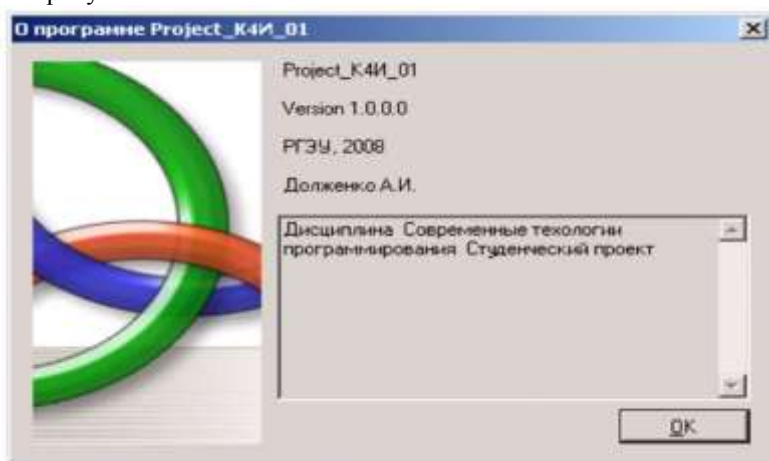 О программе Project_К4И_01
Project_К4И_01
Version 1.0.0.0
РГЭУ, 2008
Долженко А.И.
Дисциплина Современные техологии
программирования Студенческий проект
OK